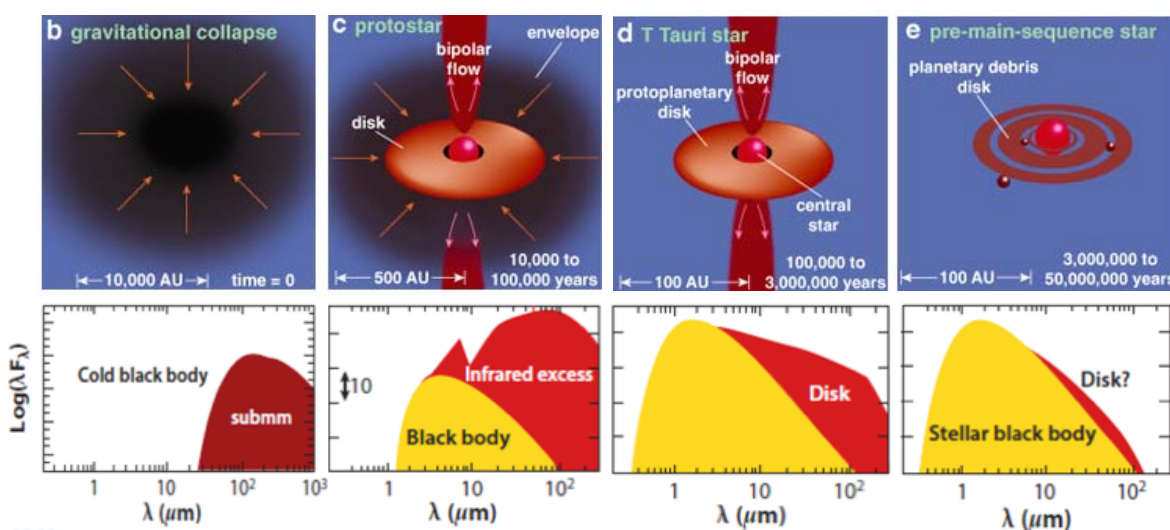 b gravitational collapse
10,000 AU
time = 0
c protostar
envelope
bipolar
flow
disk
500 AU
10,000 to
100,000 years
d T Tauri star
bipolar
flow
protoplanetary
disk
central
star
100 AU
100,000 to
3,000,000 years
e pre-main-sequence star
planetary debris
disk
100 AU
3,000,000 to
50,000,000 years
Log(λFλ)
Cold black body
submm
1
10
10²
10³
λ (μm)
10
Infrared excess
Black body
1
10
10²
λ (μm)
Disk
1
10
10²
λ (μm)
Disk?
Stellar black body
1
10
10²
λ (μm)